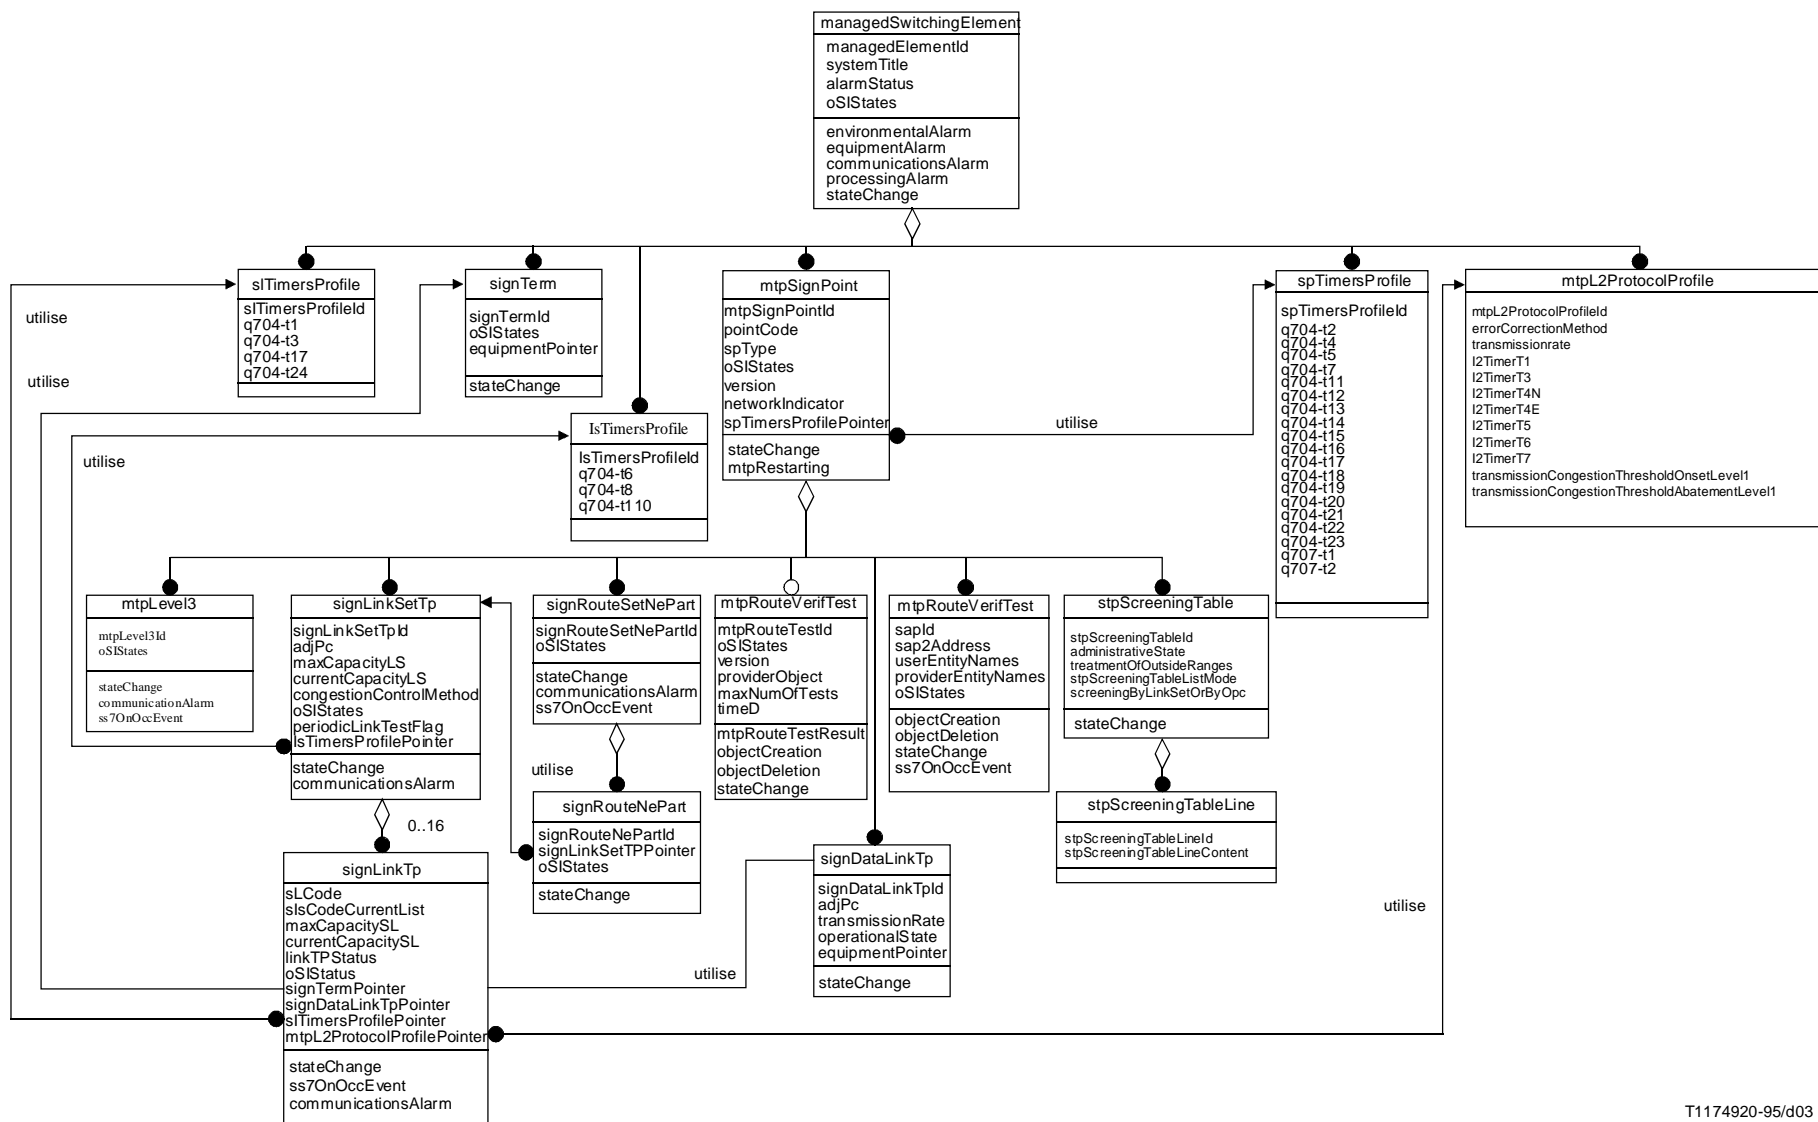 managedSwitchingElement
managedElementId
systemTitle
alarmStatus
oSIStates
environmentalAlarm
equipmentAlarm
communicationsAlarm
processingAlarm
stateChange
utilise
utilise
slTimersProfile
slTimersProfileId
q704-t1
q704-t3
q704-t17
q704-t24
signTerm
signTermId
oSIStates
equipmentPointer
stateChange
utilise
lsTimersProfile
lsTimersProfileId
q704-t6
q704-t8
q704-t1 10
mtpSignPoint
mtpSignPointId
pointCode
spType
oSIStates
version
networkIndicator
spTimersProfilePointer
stateChange
mtpRestarting
utilise
spTimersProfile
spTimersProfileId
q704-t2
q704-t4
q704-t5
q704-t7
q704-t11
q704-t12
q704-t13
q704-t14
q704-t15
q704-t16
q704-t17
q704-t18
q704-t19
q704-t20
q704-t21
q704-t22
q704-t23
q707-t1
q707-t2
mtpL2ProtocolProfile
mtpL2ProtocolProfileId
errorCorrectionMethod
transmissionrate
l2TimerT1
l2TimerT3
l2TimerT4N
l2TimerT4E
l2TimerT5
l2TimerT6
l2TimerT7
transmissionCongestionThresholdOnsetLevel1
transmissionCongestionThresholdAbatementLevel1
mtpLevel3
mtpLevel3Id
oSIStates
stateChange
communicationAlarm
ss7OnOccEvent
signLinkSetTp
signLinkSetTpId
adjPc
maxCapacityLS
currentCapacityLS
congestionControlMethod
oSIStates
periodicLinkTestFlag
lsTimersProfilePointer
stateChange
communicationsAlarm
0..16
signRouteSetNePart
signRouteSetNePartId
oSIStates
stateChange
communicationsAlarm
ss7OnOccEvent
utilise
signRouteNePart
signRouteNePartId
signLinkSetTPPointer
oSIStates
stateChange
mtpRouteVerifTest
mtpRouteTestId
oSIStates
version
providerObject
maxNumOfTests
timeD
mtpRouteTestResult
objectCreation
objectDeletion
stateChange
mtpRouteVerifTest
sapId
sap2Address
userEntityNames
providerEntityNames
oSIStates
objectCreation
objectDeletion
stateChange
ss7OnOccEvent
stpScreeningTable
stpScreeningTableId
administrativeState
treatmentOfOutsideRanges
stpScreeningTableListMode
screeningByLinkSetOrByOpc
stateChange
stpScreeningTableLine
stpScreeningTableLineId
stpScreeningTableLineContent
signLinkTp
sLCode
slsCodeCurrentList
maxCapacitySL
currentCapacitySL
linkTPStatus
oSIStatus
signTermPointer
signDataLinkTpPointer
slTimersProfilePointer
mtpL2ProtocolProfilePointer
stateChange
ss7OnOccEvent
communicationsAlarm
utilise
signDataLinkTp
signDataLinkTpId
adjPc
transmissionRate
operationalState
equipmentPointer
stateChange
utilise
T1174920-95/d03